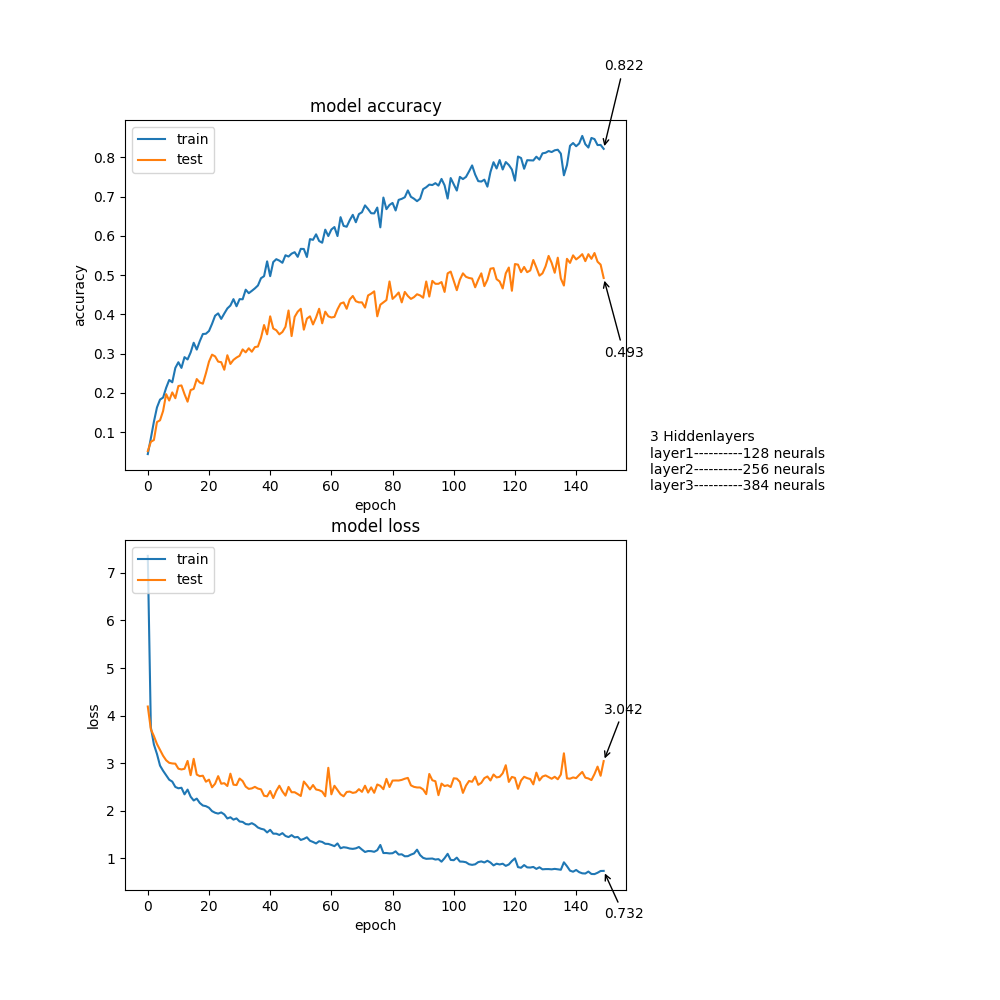 0.822
model accuracy
train
test
0.8
0.7
0.6
0.5
0.4
0.3
0.2
0.1
accuracy
0.493
0 20 40 60 80 100 120 140
epoch
3 Hiddenlayers
layer1----------128 neurals
layer2----------256 neurals
layer3----------384 neurals
model loss
train
test
7
6
5
4
3
2
1
loss
3.042
0.732
0 20 40 60 80 100 120 140
epoch